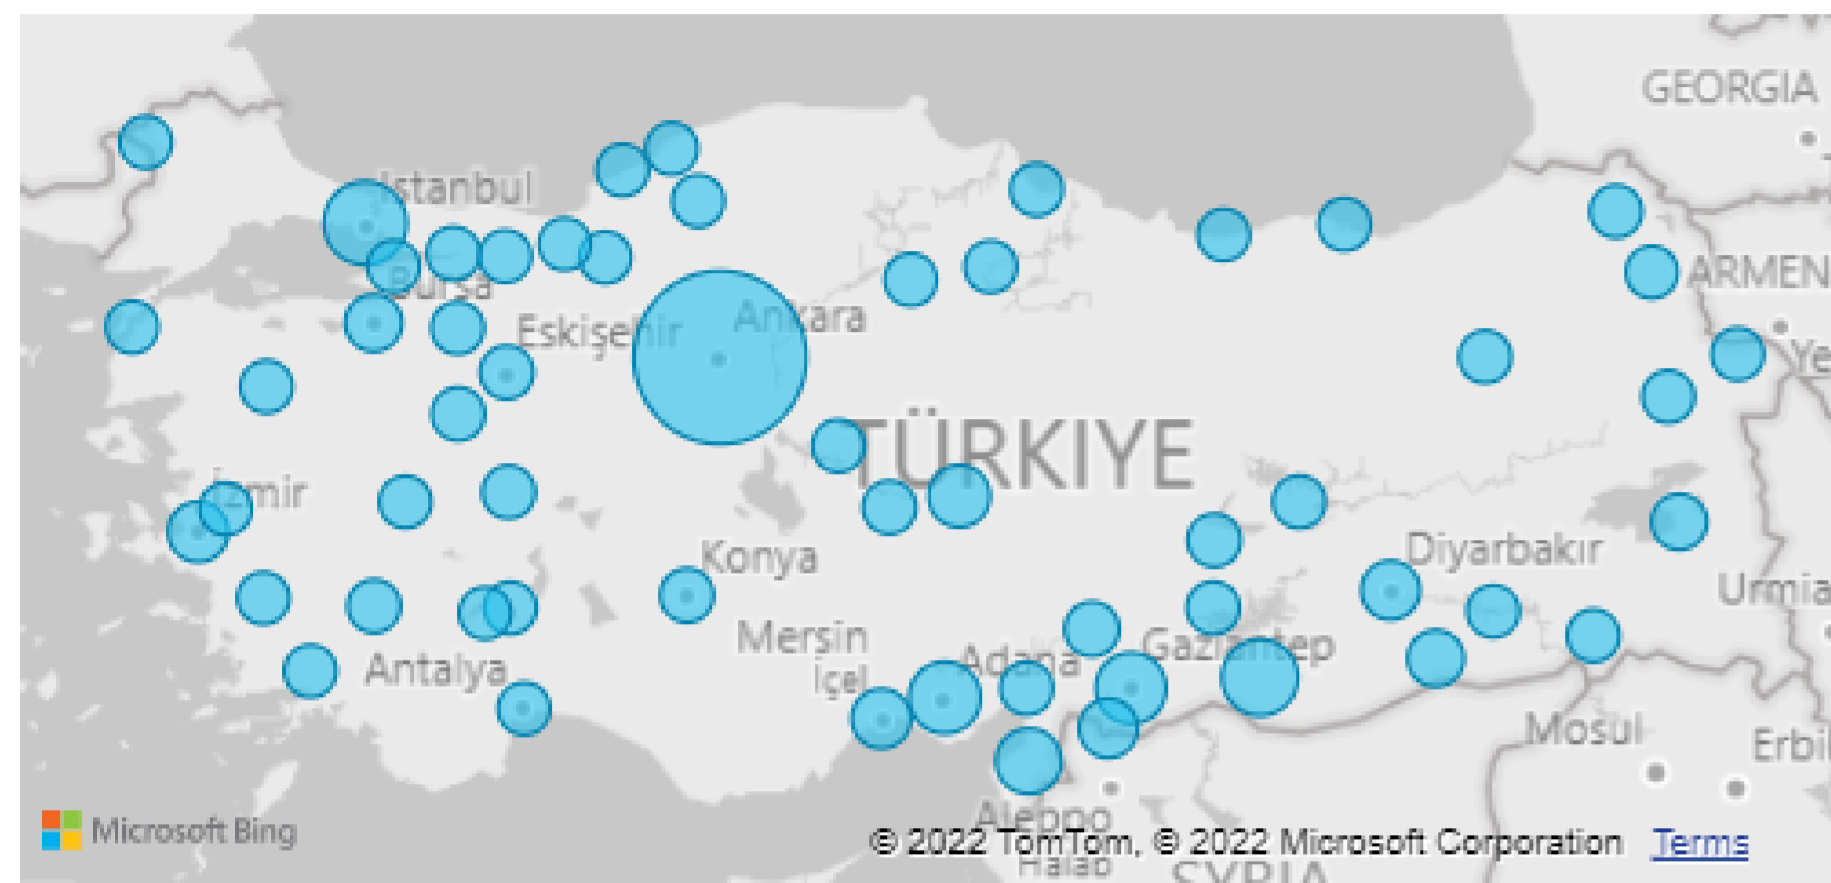 GEORGIA
Istanbul
ARMEN
Bursa
Eskişehir
Ankara
Ye
TÜRKIYE
İzmir
Konya
Diyarbakır
Urmia
Mersin
İçel
Adana
Gaziantep
Antalya
Mosul
Erbil
Microsoft Bing
Aleppo
Halab
© 2022 TomTom, © 2022 Microsoft Corporation Terms
SYRIA